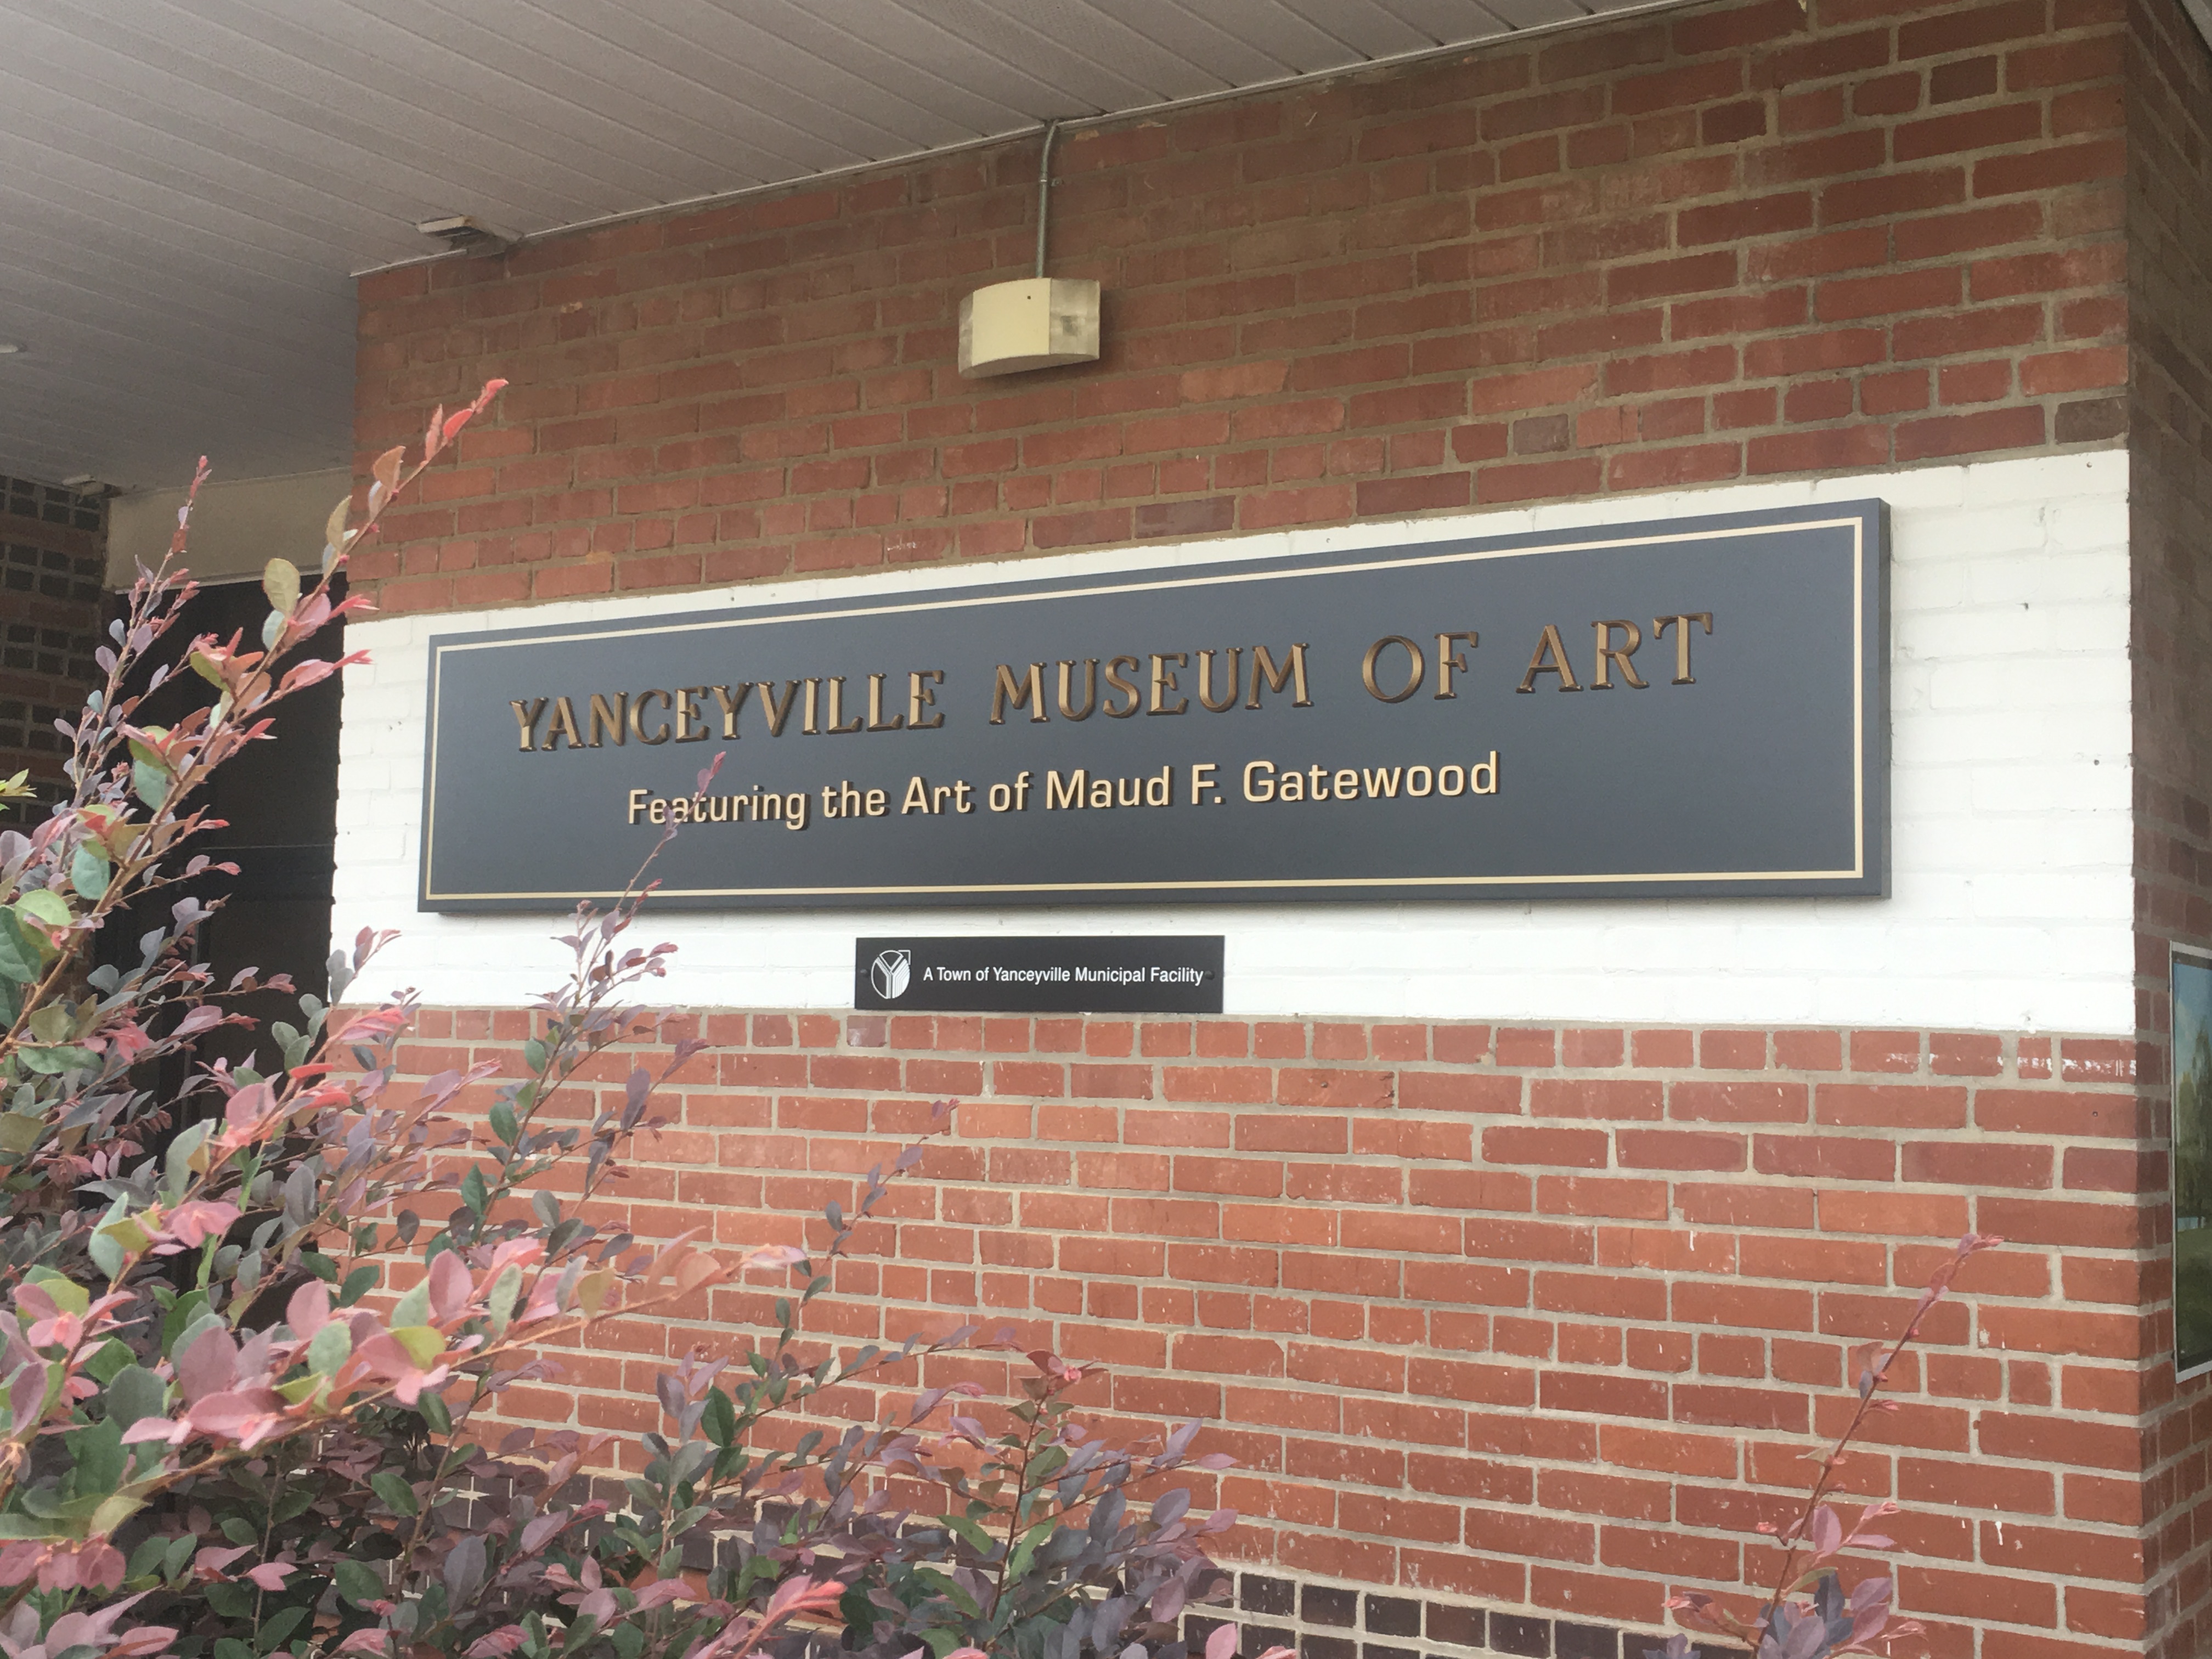 YANCEYVILLE MUSEUM OF ART
Featuring the Art of Maud F. Gatewood
A Town of Yanceyville Municipal Facility